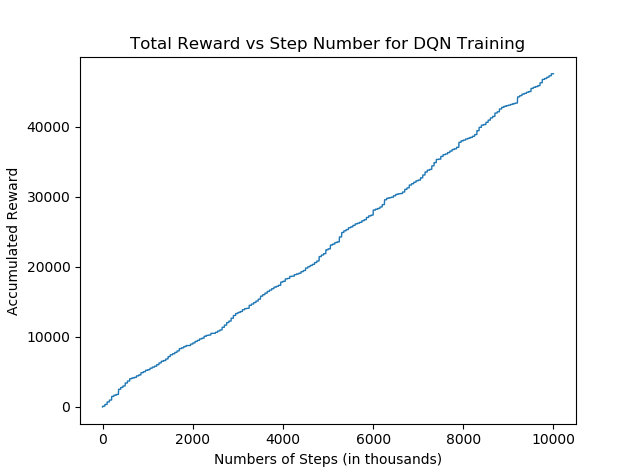 Total Reward vs Step Number for DQN Training
Accumulated Reward
40000
30000
20000
10000
0
0 2000 4000 6000 8000 10000
Numbers of Steps (in thousands)